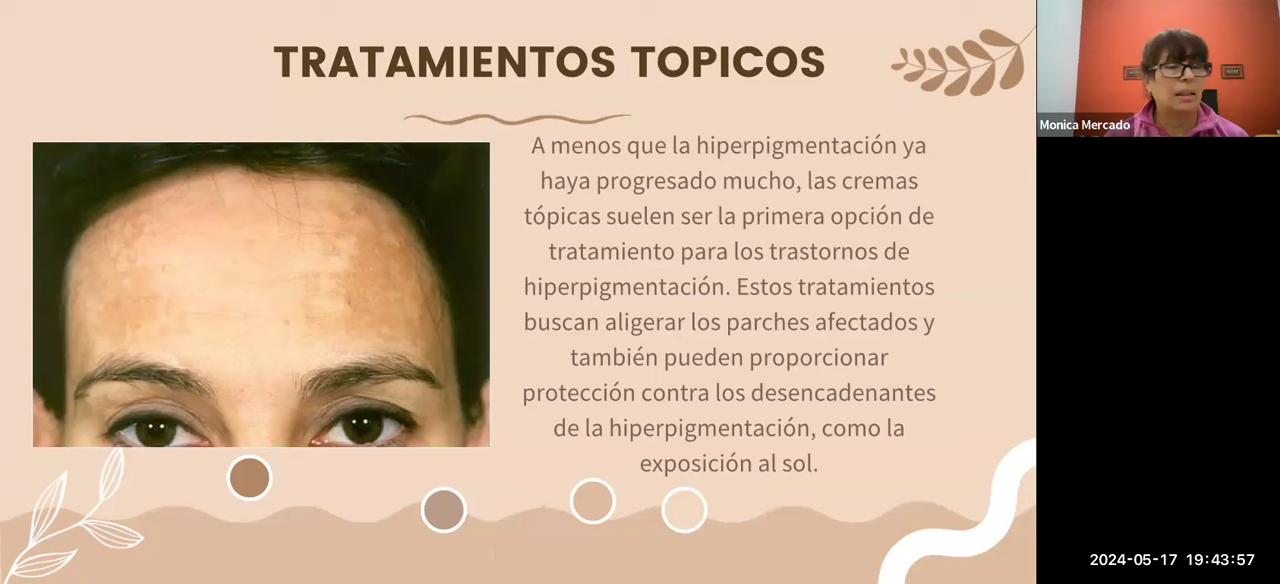 TRATAMIENTOS TOPICOS
A menos que la hiperpigmentación ya
haya progresado mucho, las cremas
tópicas suelen ser la primera opción de
tratamiento para los trastornos de
hiperpigmentación. Estos tratamientos
buscan aligerar los parches afectados y
también pueden proporcionar
protección contra los desencadenantes
de la hiperpigmentación, como la
exposición al sol.
Monica Mercado
2024-05-17 19:43:57